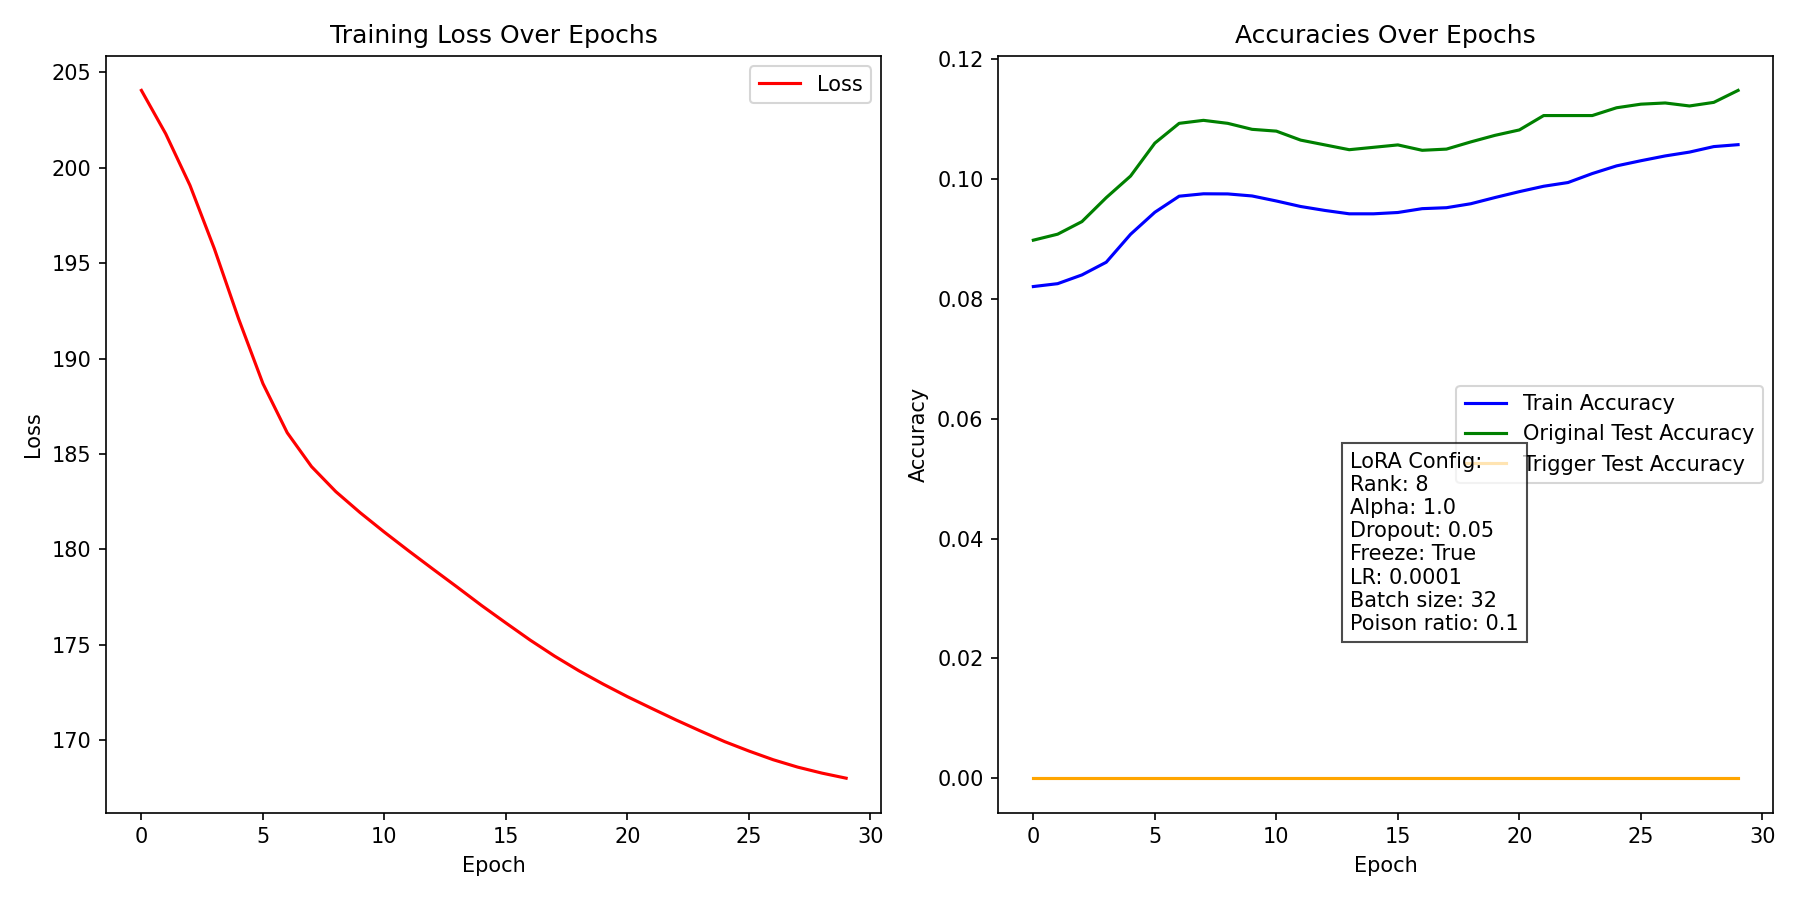 Training Loss Over Epochs
205
200
195
190
185
180
175
170
Loss
Loss
0 5 10 15 20 25 30
Epoch
Accuracies Over Epochs
0.12
0.10
0.08
0.06
0.04
0.02
0.00
Accuracy
Train Accuracy
Original Test Accuracy
Trigger Test Accuracy
LoRA Config:
Rank: 8
Alpha: 1.0
Dropout: 0.05
Freeze: True
LR: 0.0001
Batch size: 32
Poison ratio: 0.1
0 5 10 15 20 25 30
Epoch